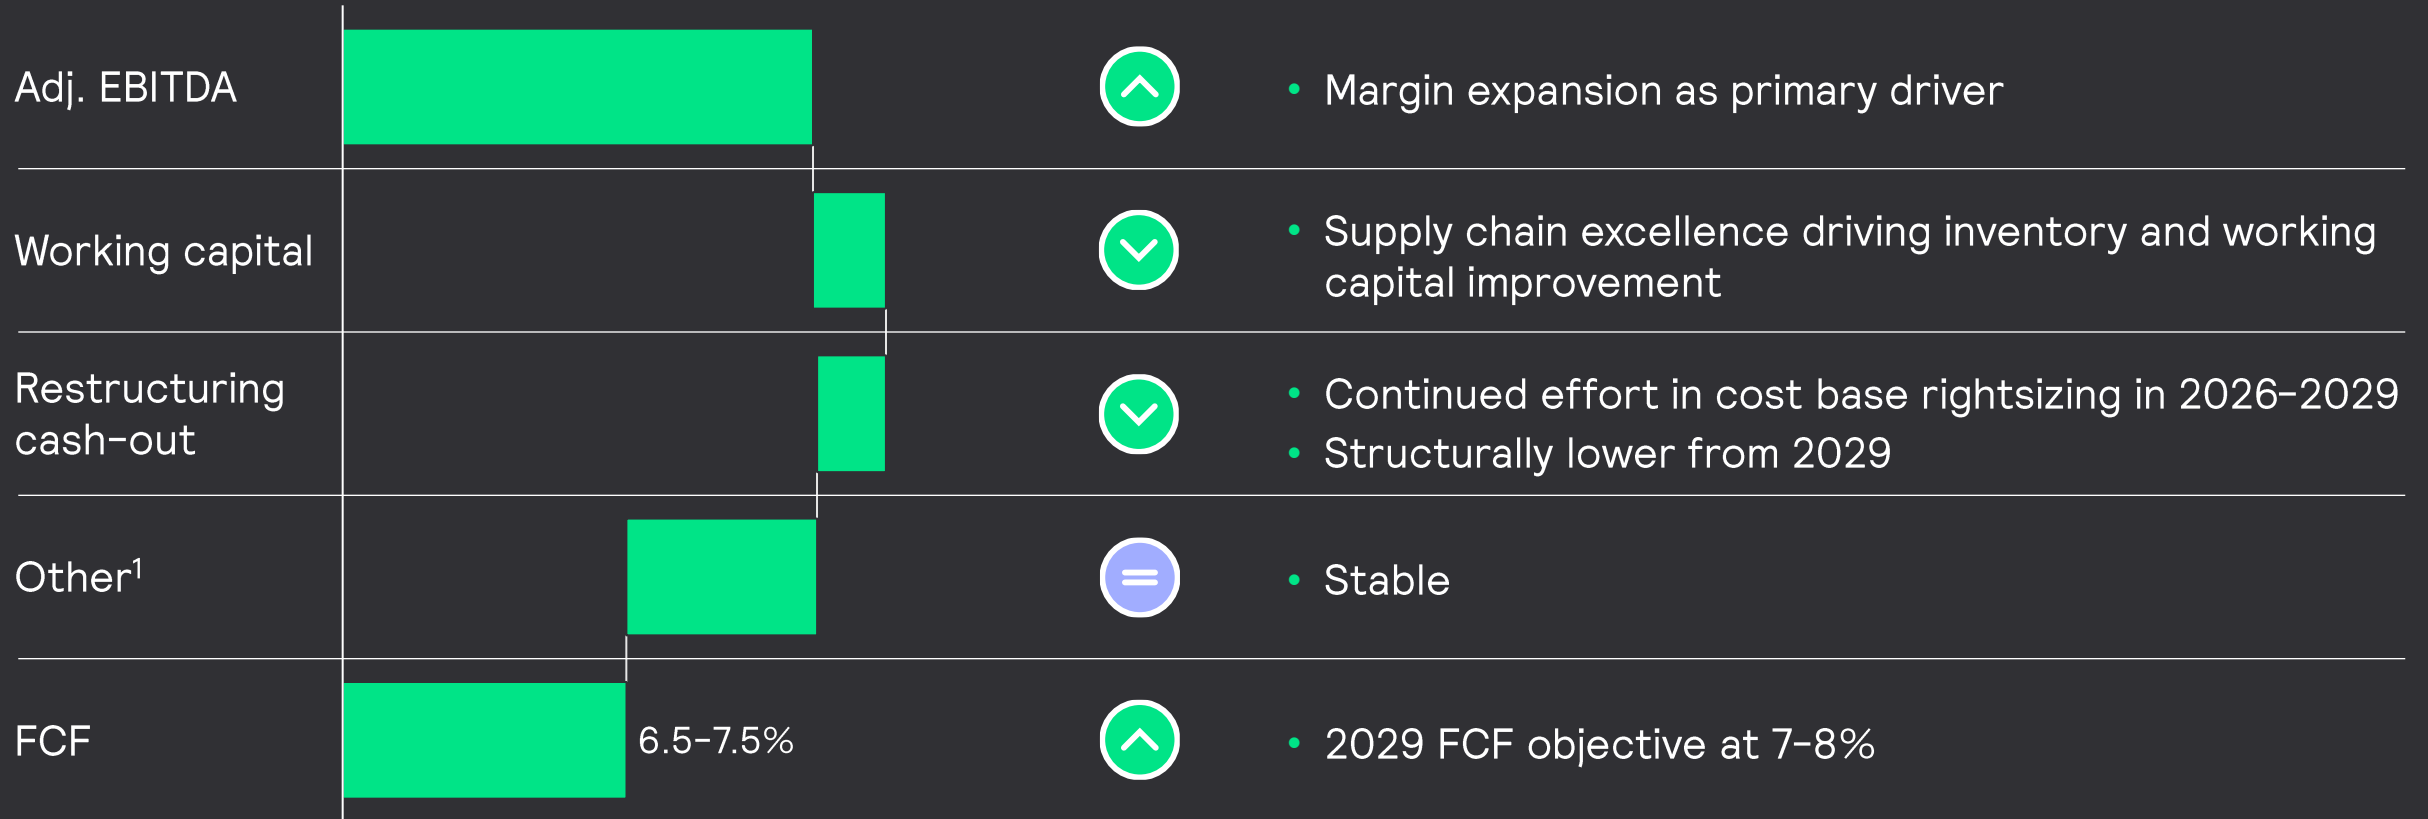 Adj. EBITDA
• Margin expansion as primary driver
Working capital
• Supply chain excellence driving inventory and working
capital improvement
Restructuring
cash-out
• Continued effort in cost base rightsizing in 2026–2029
• Structurally lower from 2029
Other¹
• Stable
FCF
6.5–7.5%
• 2029 FCF objective at 7–8%